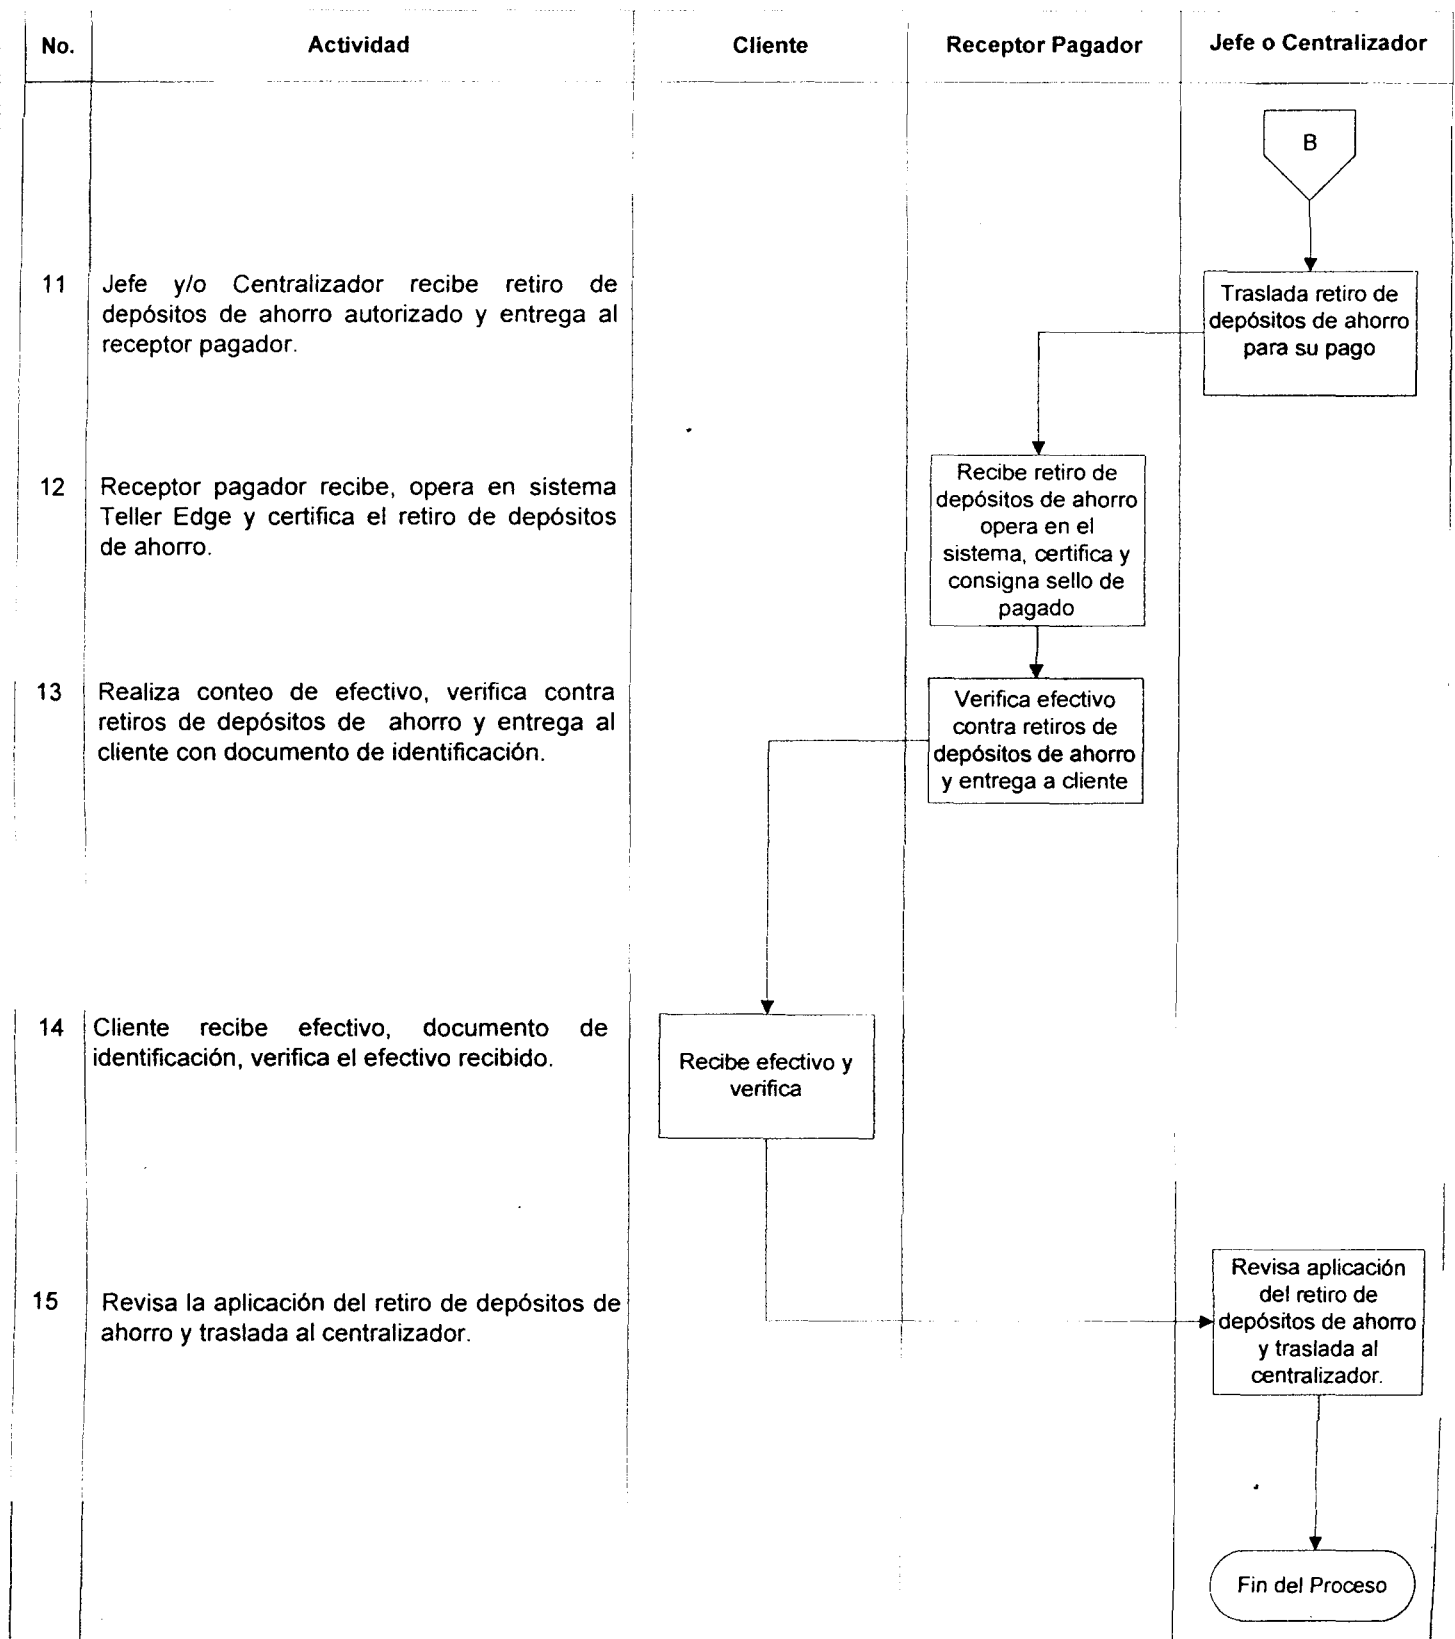 No. Actividad Cliente Receptor Pagador Jefe o Centralizador
B
11 Jefe y/o Centralizador recibe retiro de
depósitos de ahorro autorizado y entrega al
receptor pagador.
Traslada retiro de
depósitos de ahorro
para su pago
12 Receptor pagador recibe, opera en sistema
Teller Edge y certifica el retiro de depósitos
de ahorro.
Recibe retiro de
depósitos de ahorro
opera en el
sistema, certifica y
consigna sello de
pagado
13 Realiza conteo de efectivo, verifica contra
retiros de depósitos de ahorro y entrega al
cliente con documento de identificación.
Verifica efectivo
contra retiros de
depósitos de ahorro
y entrega a cliente
14 Cliente recibe efectivo, documento de
identificación, verifica el efectivo recibido.
Recibe efectivo y
verifica
15 Revisa la aplicación del retiro de depósitos de
ahorro y traslada al centralizador.
Revisa aplicación
del retiro de
depósitos de ahorro
y traslada al
centralizador.
Fin del Proceso